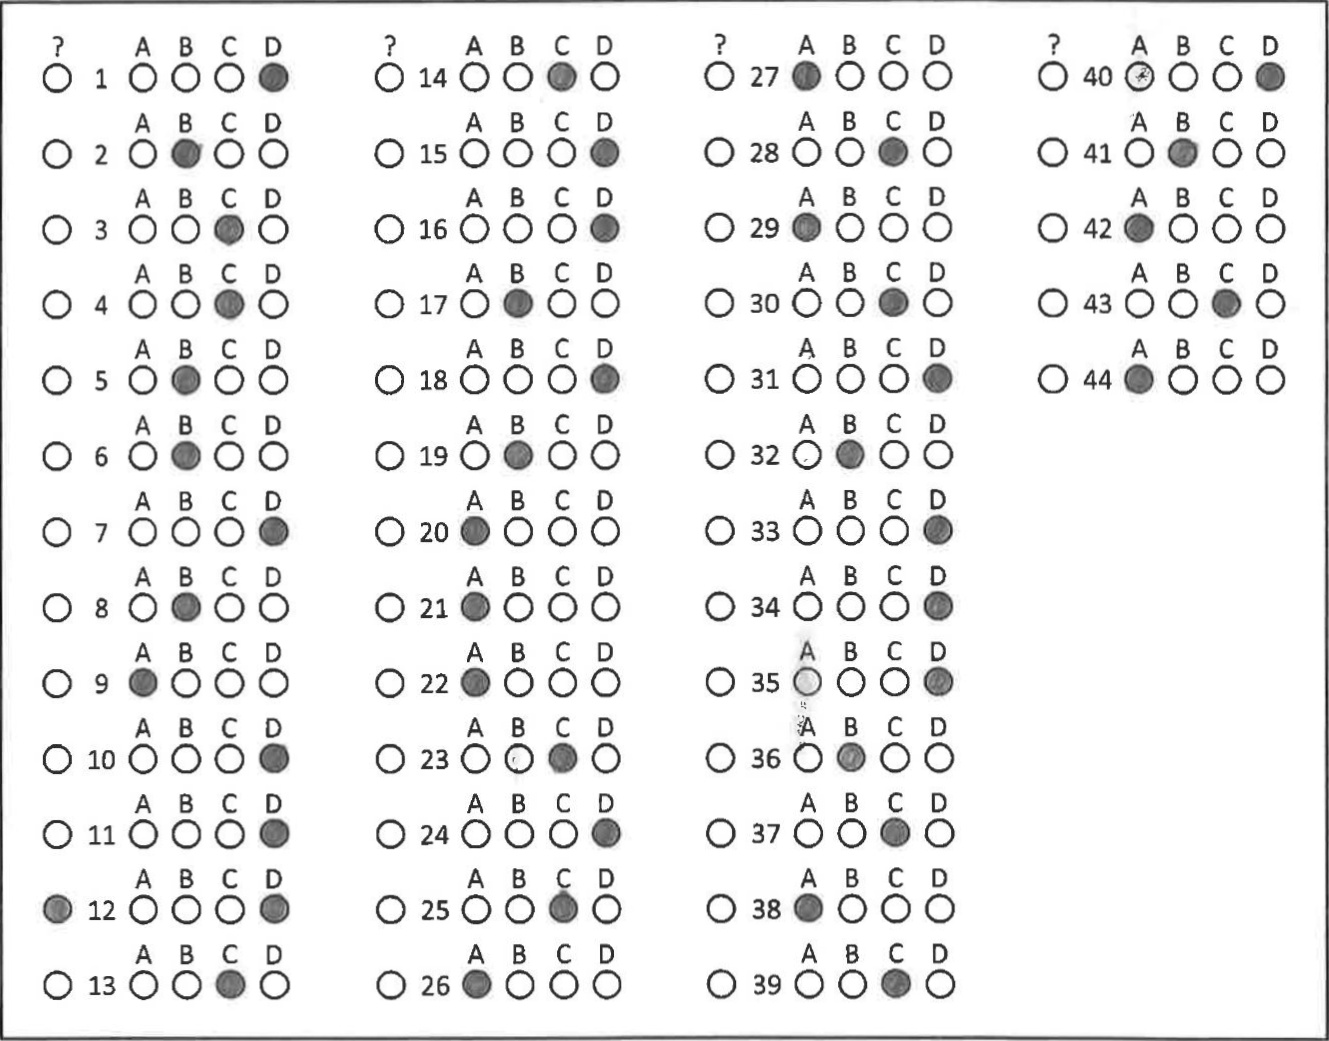 ? A B C D
1
A B C D
2
A B C D
3
A B C D
4
A B C D
5
A B C D
6
A B C D
7
A B C D
8
A B C D
9
A B C D
10
A B C D
11
A B C D
12
A B C D
13
? A B C D
14
A B C D
15
A B C D
16
A B C D
17
A B C D
18
A B C D
19
A B C D
20
A B C D
21
A B C D
22
A B C D
23
A B C D
24
A B C D
25
A B C D
26
? A B C D
27
A B C D
28
A B C D
29
A B C D
30
A B C D
31
A B C D
32
A B C D
33
A B C D
34
A B C D
35
A B C D
36
A B C D
37
A B C D
38
A B C D
39
? A B C D
40
A B C D
41
A B C D
42
A B C D
43
A B C D
44